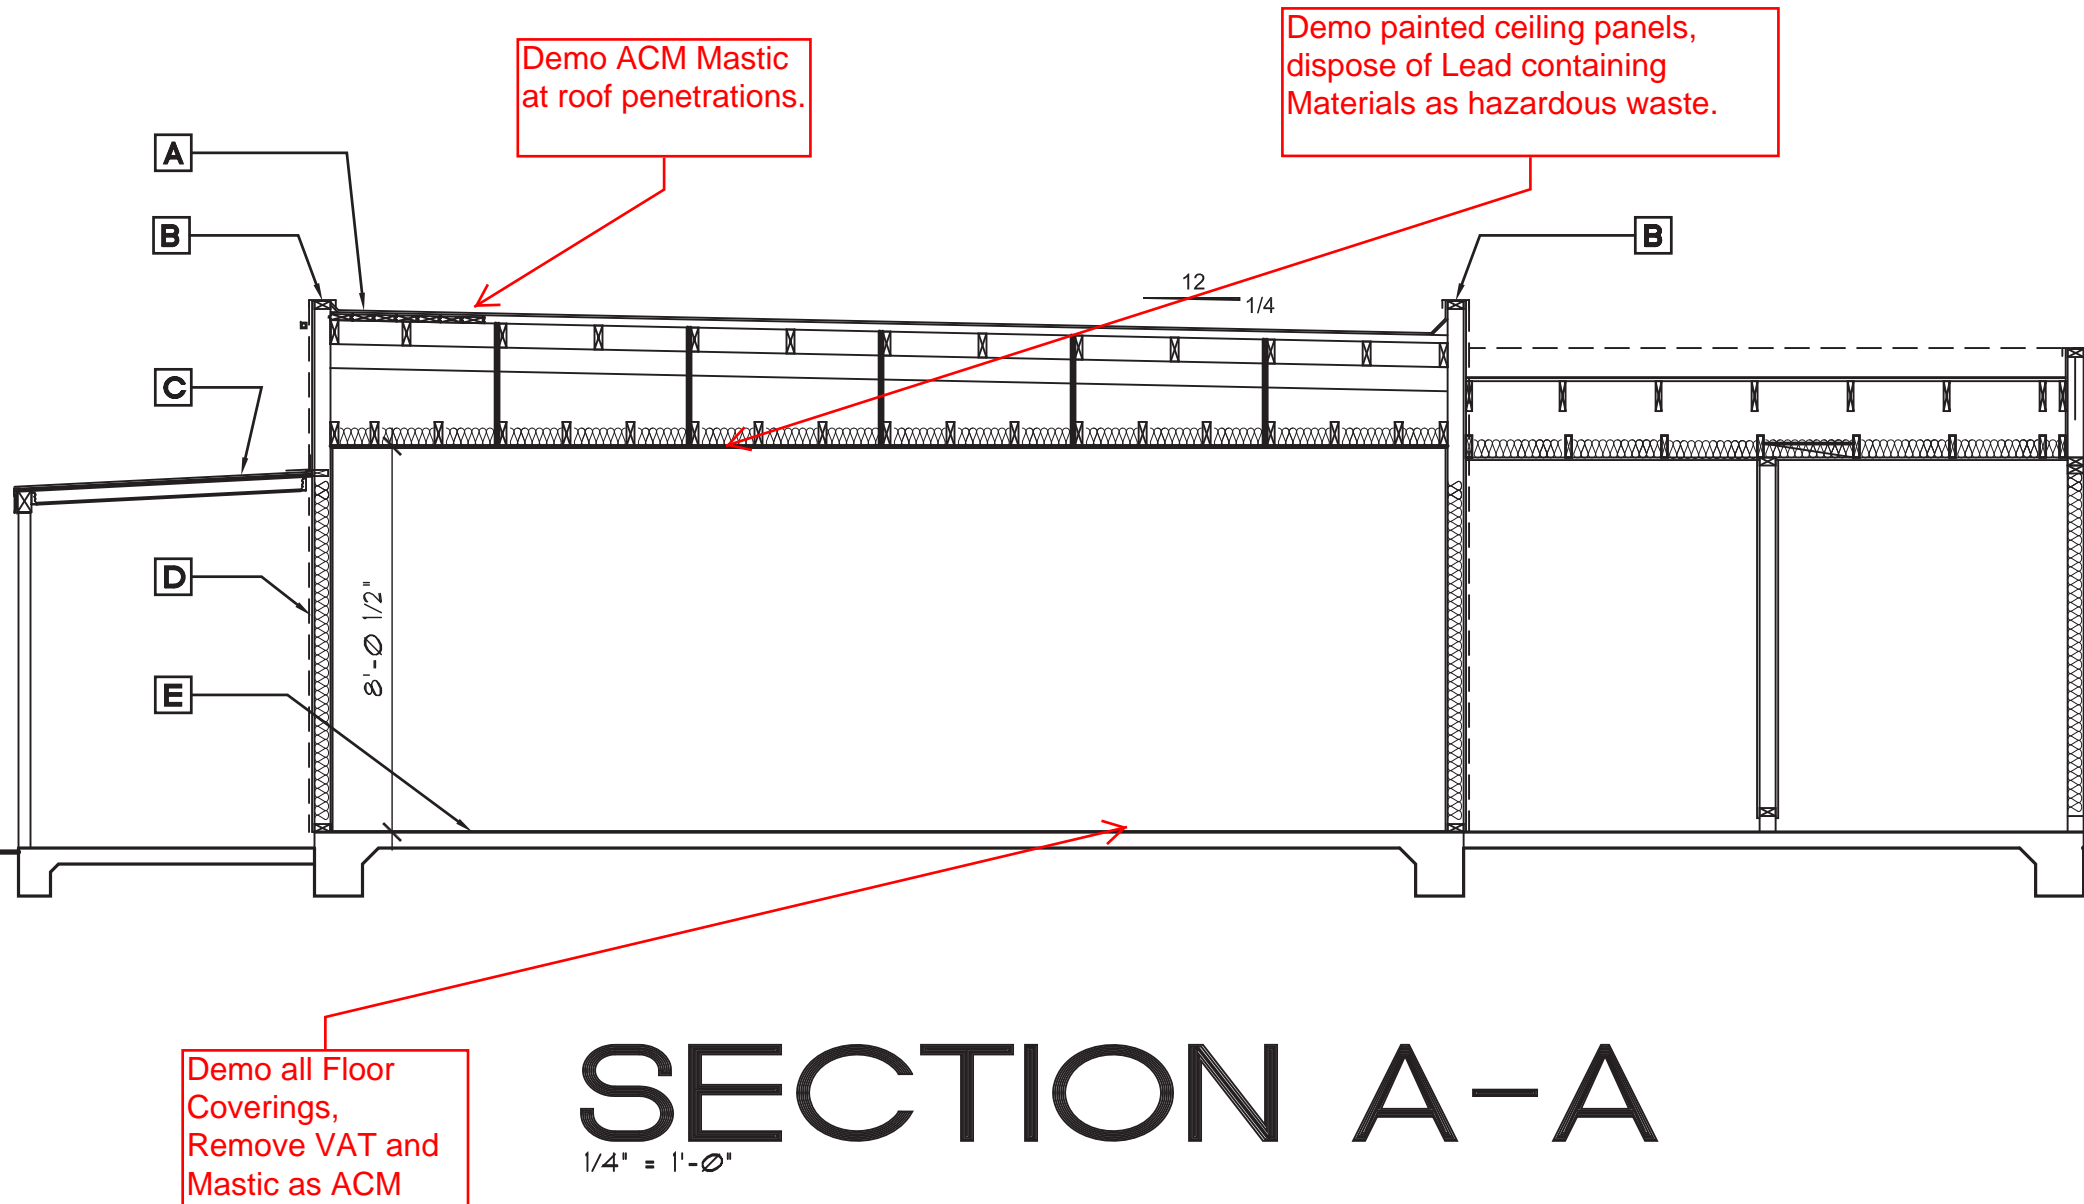 Demo ACM Mastic
at roof penetrations.
Demo painted ceiling panels,
dispose of Lead containing
Materials as hazardous waste.
A
B
B
12
1/4
C
D
8'-0 1/2"
E
Demo all Floor
Coverings,
Remove VAT and
Mastic as ACM
SECTION A-A
1/4" = 1'-0"